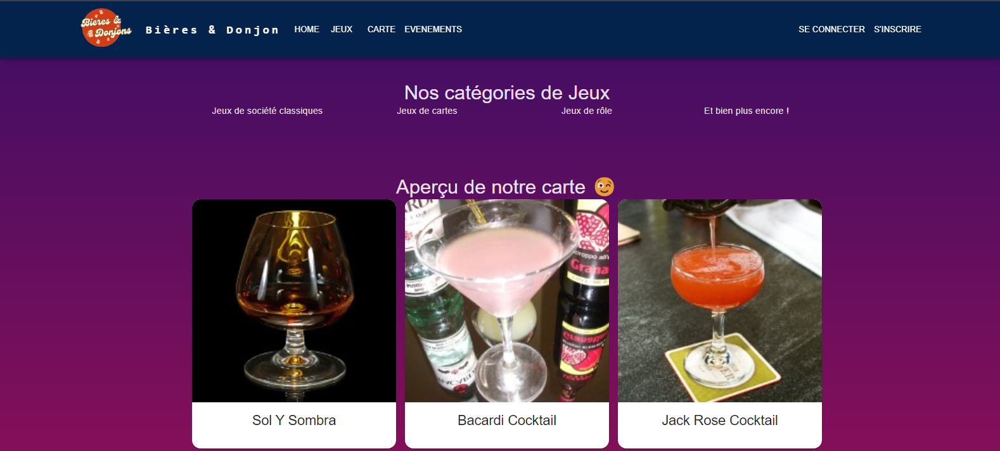 Bieres &
Donjons
Bières & Donjon
HOME JEUX CARTE EVENEMENTS
SE CONNECTER S'INSCRIRE
Nos catégories de Jeux
Jeux de société classiques Jeux de cartes Jeux de rôle Et bien plus encore !
Aperçu de notre carte 😉
Grana
Sol Y Sombra Bacardi Cocktail Jack Rose Cocktail